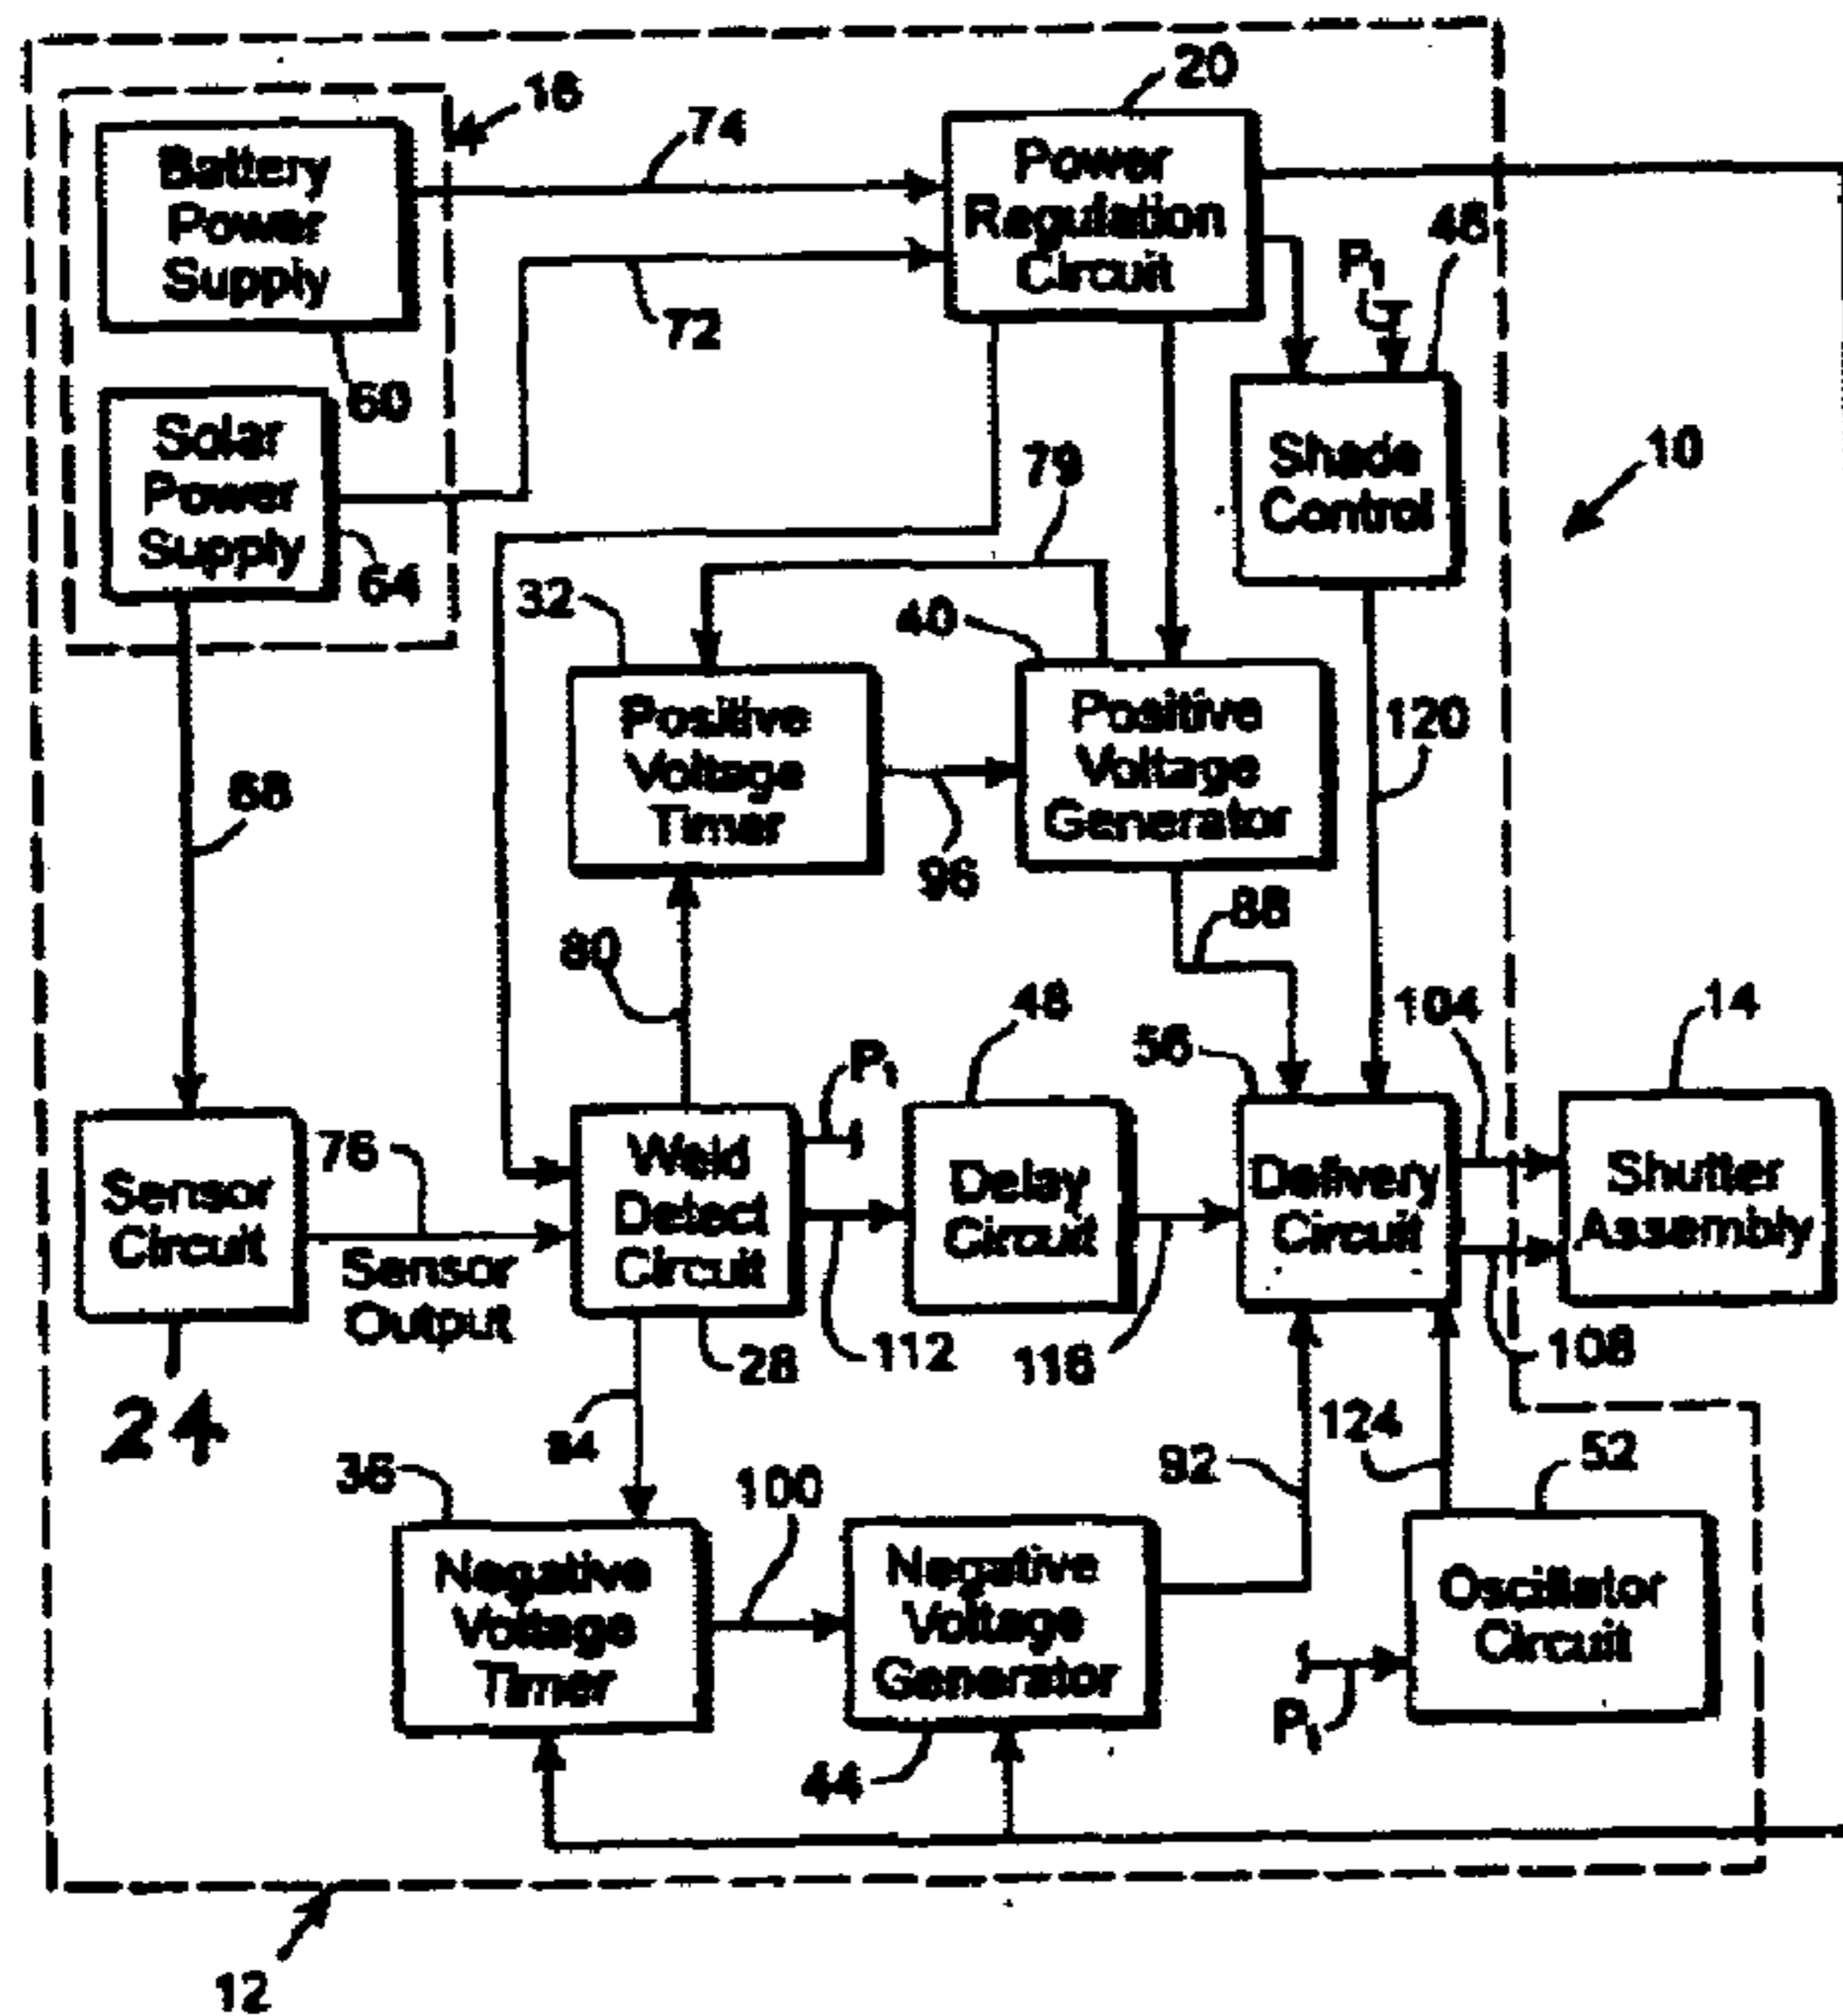 20
16
Battery
Power
Supply
74
Power
Regulation
Circuit
P1
72
60
Solar
Power
Supply
64
79
Shade
Control
10
32
40
Positive
Voltage
Timer
Positive
Voltage
Generator
120
96
88
80
48
104
14
56
P1
Sensor
Circuit
76
Sensor
Output
Weld
Detect
Circuit
Delay
Circuit
Delivery
Circuit
Shutter
Assembly
24
28
112
116
108
84
124
36
100
92
52
Negative
Voltage
Timer
Negative
Voltage
Generator
Oscillator
Circuit
P1
44
12